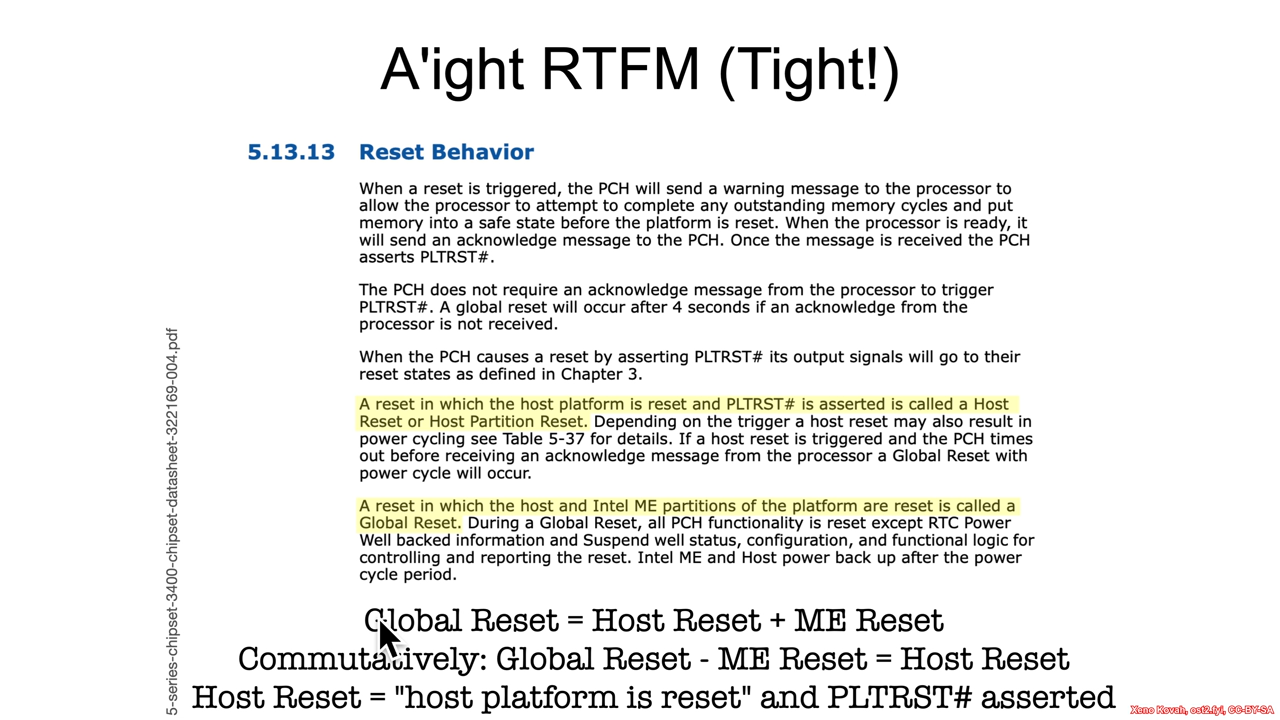 A'ight RTFM (Tight!)
5.13.13 Reset Behavior
When a reset is triggered, the PCH will send a warning message to the processor to
allow the processor to attempt to complete any outstanding memory cycles and put
memory into a safe state before the platform is reset. When the processor is ready, it
will send an acknowledge message to the PCH. Once the message is received the PCH
asserts PLTRST#.
The PCH does not require an acknowledge message from the processor to trigger
PLTRST#. A global reset will occur after 4 seconds if an acknowledge from the
processor is not received.
When the PCH causes a reset by asserting PLTRST# its output signals will go to their
reset states as defined in Chapter 3.
A reset in which the host platform is reset and PLTRST# is asserted is called a Host
Reset or Host Partition Reset. Depending on the trigger a host reset may also result in
power cycling see Table 5-37 for details. If a host reset is triggered and the PCH times
out before receiving an acknowledge message from the processor a Global Reset with
power cycle will occur.
A reset in which the host and Intel ME partitions of the platform are reset is called a
Global Reset. During a Global Reset, all PCH functionality is reset except RTC Power
Well backed information and Suspend well status, configuration, and functional logic for
controlling and reporting the reset. Intel ME and Host power back up after the power
cycle period.
5-series-chipset-3400-chipset-datasheet-322169-004.pdf
Global Reset = Host Reset + ME Reset
Commutatively: Global Reset - ME Reset = Host Reset
Host Reset = "host platform is reset" and PLTRST# asserted
Xeno Kovah, ost2.fyi, CC-BY-SA